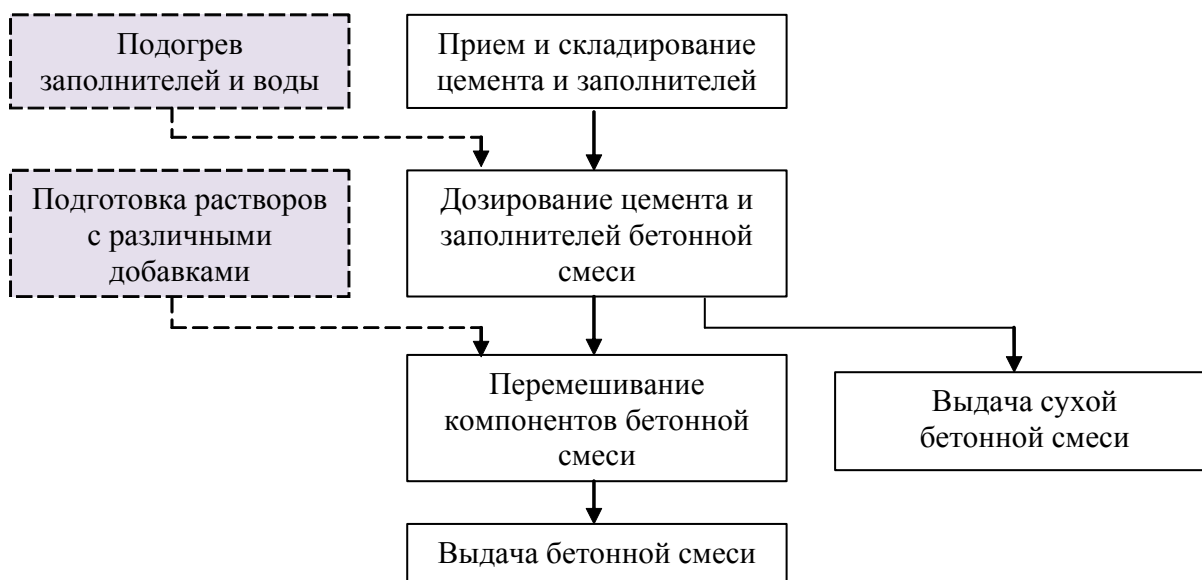 Подогрев
заполнителей и воды
Прием и складирование
цемента и заполнителей
Подготовка растворов
с различными
добавками
Дозирование цемента и
заполнителей бетонной
смеси
Перемешивание
компонентов бетонной
смеси
Выдача сухой
бетонной смеси
Выдача бетонной смеси